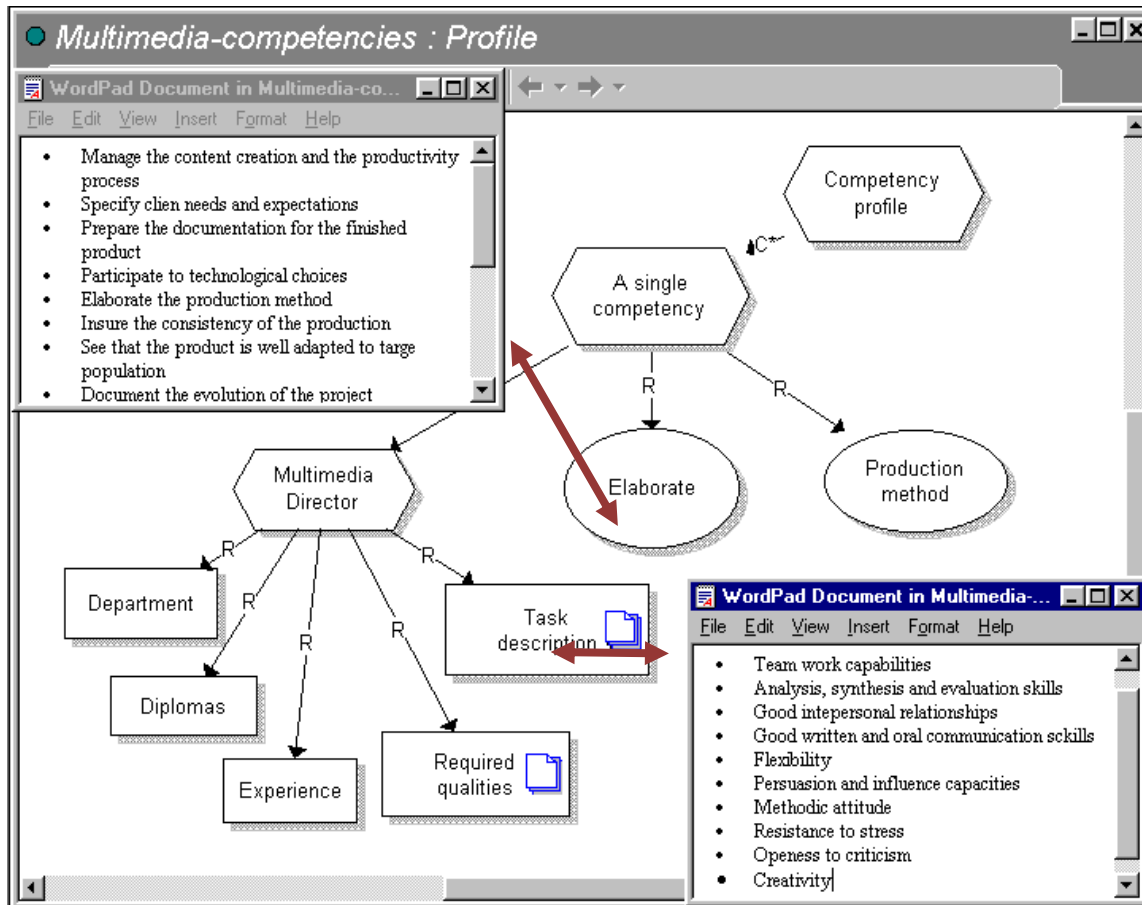 Multimedia-competencies : Profile
WordPad Document in Multimedia-co...
File Edit View Insert Format Help
• Manage the content creation and the productivity
process
• Specify clien needs and expectations
• Prepare the documentation for the finished
product
• Participate to technological choices
• Elaborate the production method
• Insure the consistency of the production
• See that the product is well adapted to targe
population
• Document the evolution of the project
Competency
profile
C*
A single
competency
R
R
R
Multimedia
Director
Elaborate
Production
method
R
R
R
R
R
Department
Diplomas
Experience
Required
qualities
Task
description
WordPad Document in Multimedia-...
File Edit View Insert Format Help
• Team work capabilities
• Analysis, synthesis and evaluation skills
• Good intepersonal relationships
• Good written and oral communication sckills
• Flexibility
• Persuasion and influence capacities
• Methodic attitude
• Resistance to stress
• Openess to criticism
• Creativity